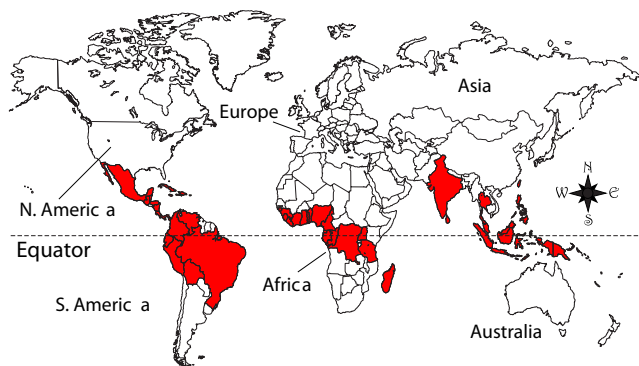 Asia
Europe
N
W E
S
N. Americ a
Equator
Africa
S. Americ a
Australia